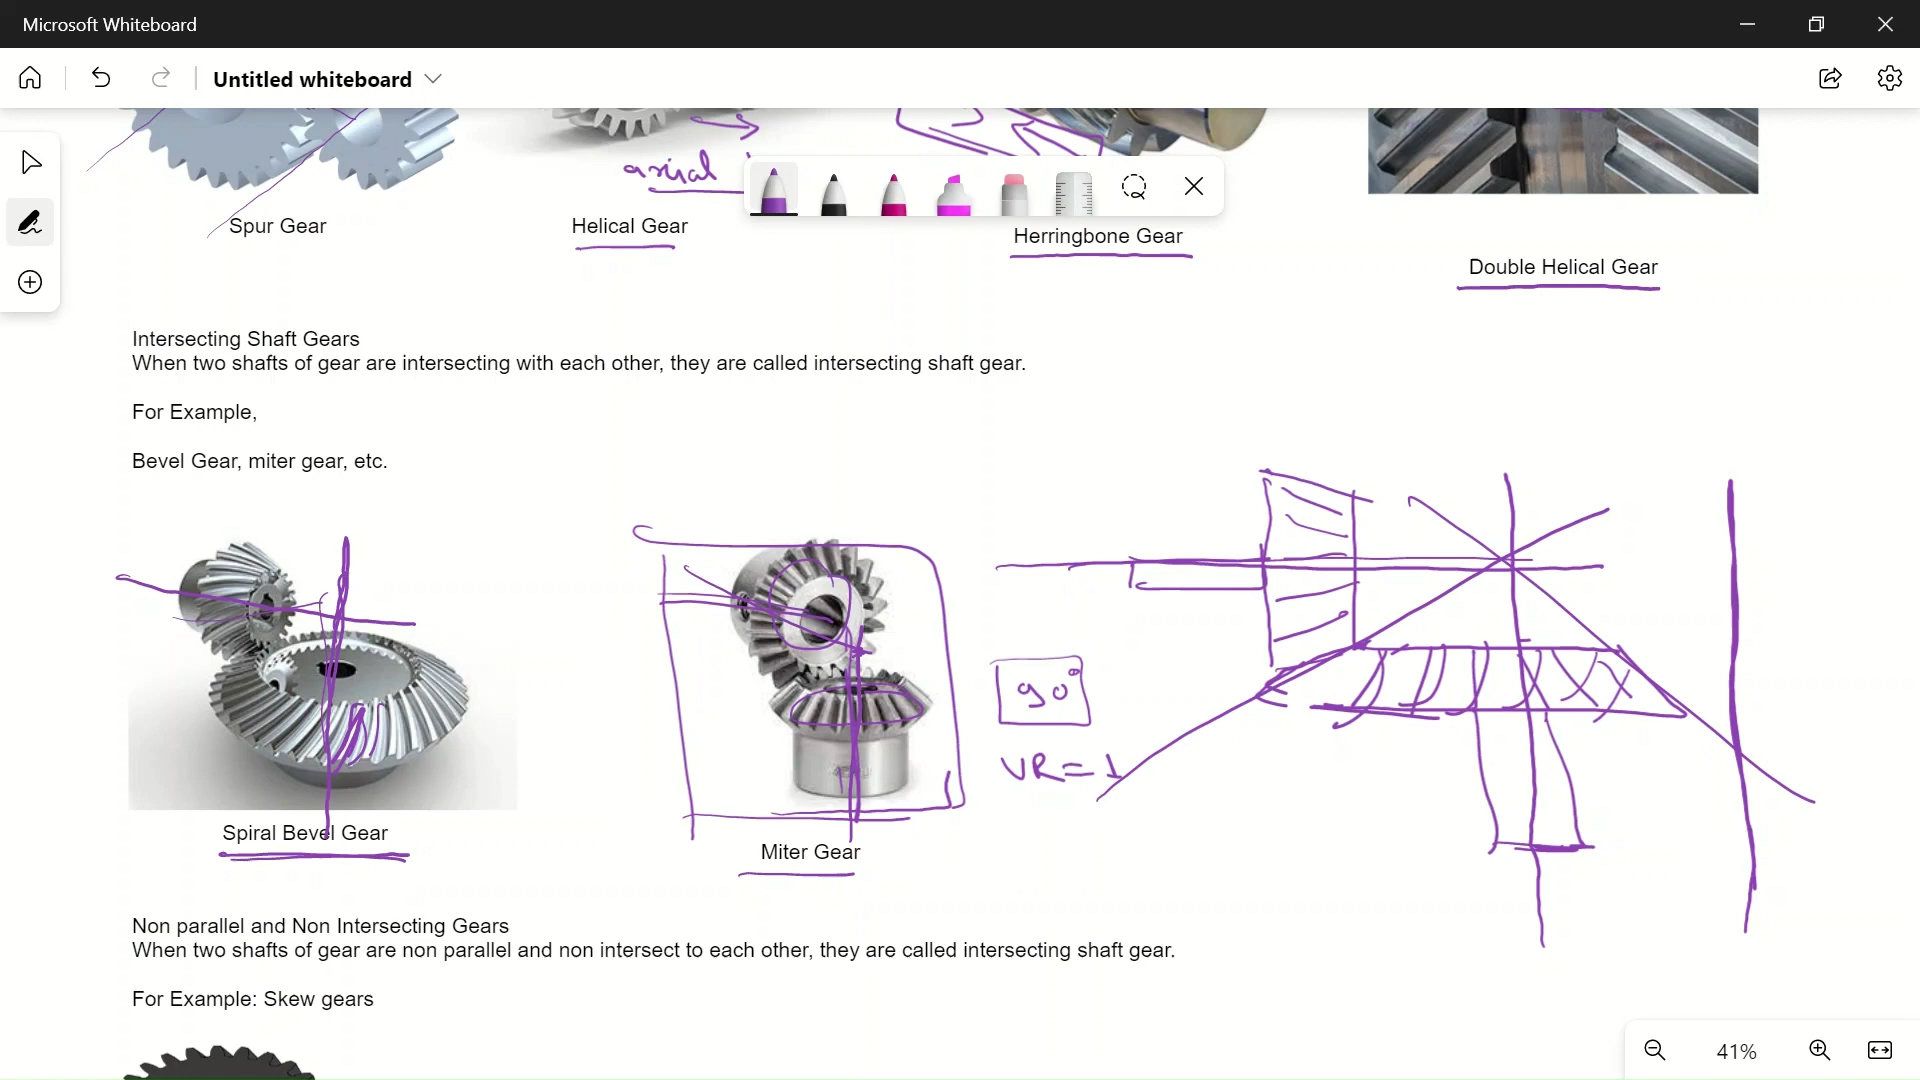 Microsoft Whiteboard
Untitled whiteboard
axial
Spur Gear
Helical Gear
Herringbone Gear
Double Helical Gear
Intersecting Shaft Gears
When two shafts of gear are intersecting with each other, they are called intersecting shaft gear.
For Example,
Bevel Gear, miter gear, etc.
90°
VR=1
Spiral Bevel Gear
Miter Gear
Non parallel and Non Intersecting Gears
When two shafts of gear are non parallel and non intersect to each other, they are called intersecting shaft gear.
For Example: Skew gears
41%